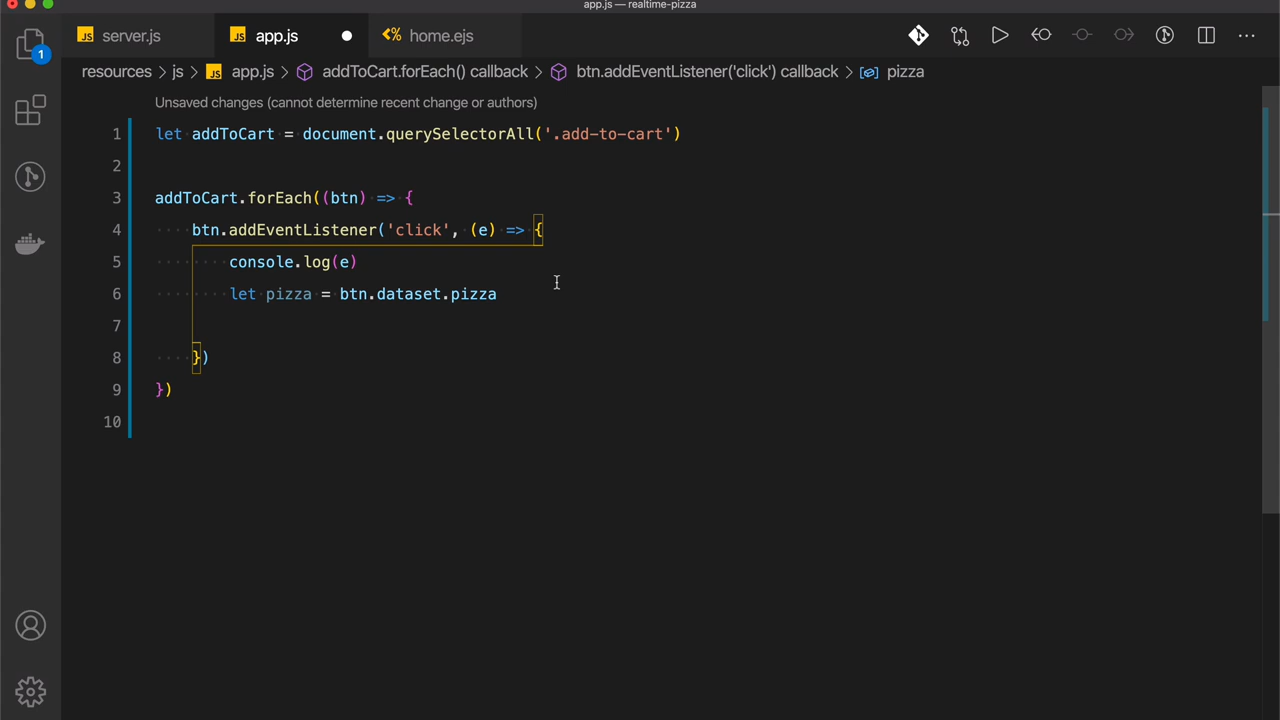 app.js — realtime-pizza
JS server.js JS app.js <% home.ejs
1
resources > js > JS app.js > addToCart.forEach() callback > btn.addEventListener('click') callback > pizza
Unsaved changes (cannot determine recent change or authors)
1 let addToCart = document.querySelectorAll('.add-to-cart')
2
3 addToCart.forEach((btn) => {
4 btn.addEventListener('click', (e) => {
5 console.log(e)
6 let pizza = btn.dataset.pizza
7
8 })
9 })
10